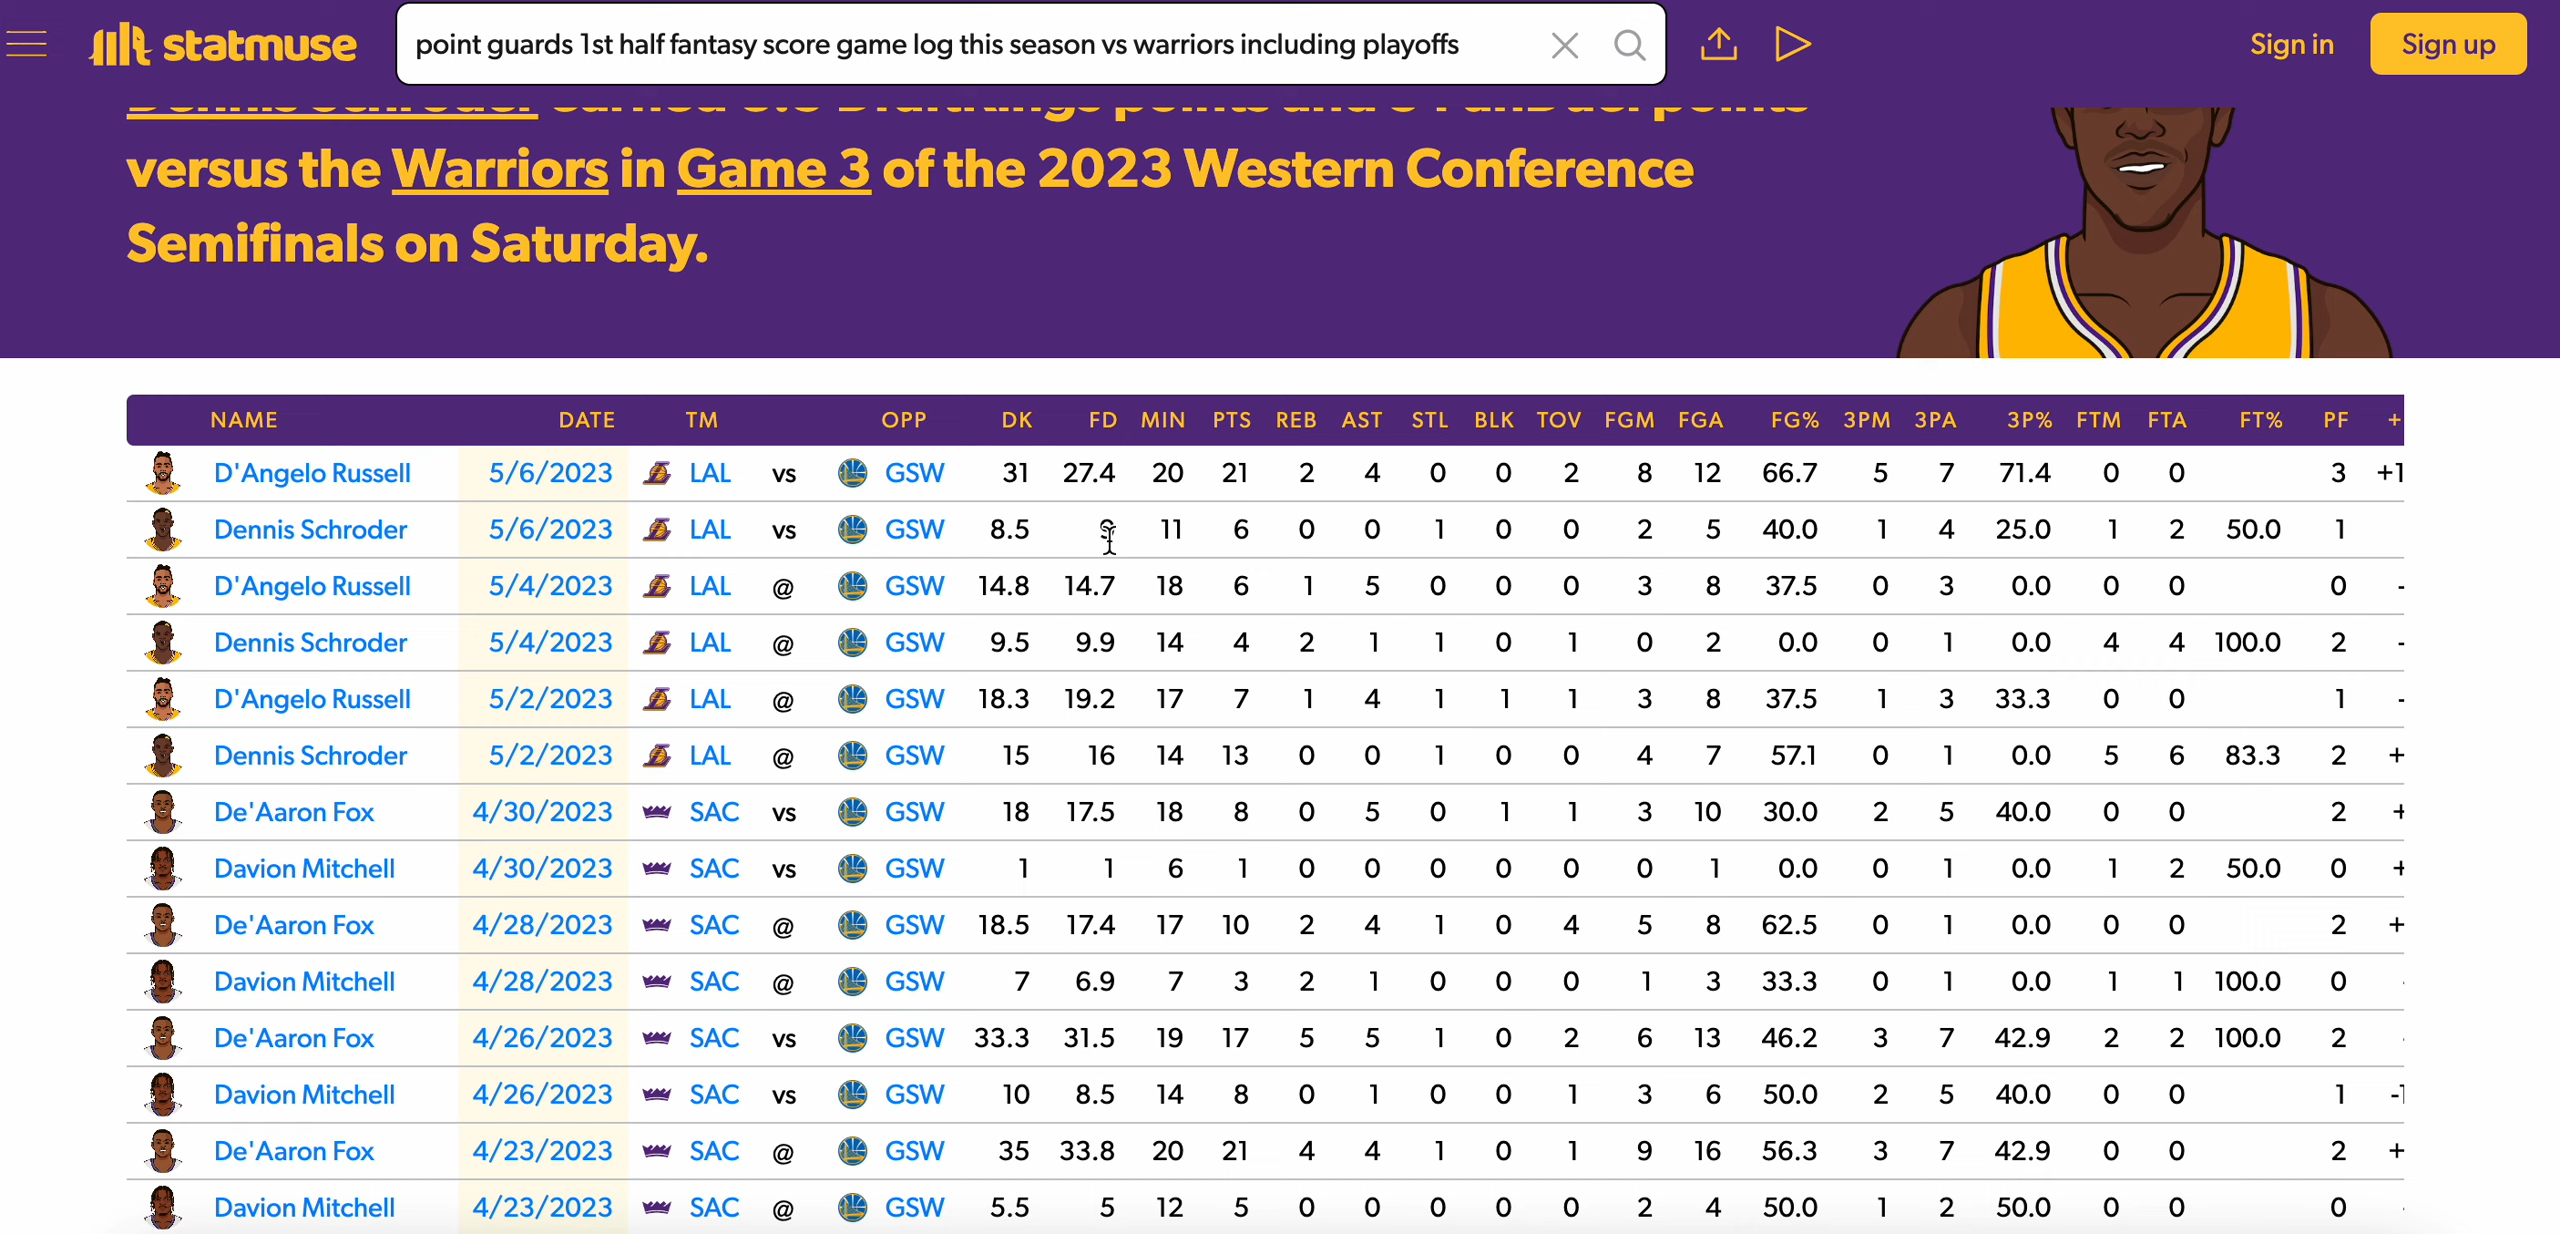 statmuse
point guards 1st half fantasy score game log this season vs warriors including playoffs
Sign in
Sign up
Dennis Schroder earned 8.5 DraftKings points and 9 FanDuel points
versus the Warriors in Game 3 of the 2023 Western Conference
Semifinals on Saturday.
NAME DATE TM OPP DK FD MIN PTS REB AST STL BLK TOV FGM FGA FG% 3PM 3PA 3P% FTM FTA FT% PF +
D'Angelo Russell 5/6/2023 LAL vs GSW 31 27.4 20 21 2 4 0 0 2 8 12 66.7 5 7 71.4 0 0 3 +1
Dennis Schroder 5/6/2023 LAL vs GSW 8.5 9 11 6 0 0 1 0 0 2 5 40.0 1 4 25.0 1 2 50.0 1
D'Angelo Russell 5/4/2023 LAL @ GSW 14.8 14.7 18 6 1 5 0 0 0 3 8 37.5 0 3 0.0 0 0 0 -
Dennis Schroder 5/4/2023 LAL @ GSW 9.5 9.9 14 4 2 1 1 0 1 0 2 0.0 0 1 0.0 4 4 100.0 2 -
D'Angelo Russell 5/2/2023 LAL @ GSW 18.3 19.2 17 7 1 4 1 1 1 3 8 37.5 1 3 33.3 0 0 1 -
Dennis Schroder 5/2/2023 LAL @ GSW 15 16 14 13 0 0 1 0 0 4 7 57.1 0 1 0.0 5 6 83.3 2 +
De'Aaron Fox 4/30/2023 SAC vs GSW 18 17.5 18 8 0 5 0 1 1 3 10 30.0 2 5 40.0 0 0 2 +
Davion Mitchell 4/30/2023 SAC vs GSW 1 1 6 1 0 0 0 0 0 0 1 0.0 0 1 0.0 1 2 50.0 0 +
De'Aaron Fox 4/28/2023 SAC @ GSW 18.5 17.4 17 10 2 4 1 0 4 5 8 62.5 0 1 0.0 0 0 2 +
Davion Mitchell 4/28/2023 SAC @ GSW 7 6.9 7 3 2 1 0 0 0 1 3 33.3 0 1 0.0 1 1 100.0 0
De'Aaron Fox 4/26/2023 SAC vs GSW 33.3 31.5 19 17 5 5 1 0 2 6 13 46.2 3 7 42.9 2 2 100.0 2
Davion Mitchell 4/26/2023 SAC vs GSW 10 8.5 14 8 0 1 0 0 1 3 6 50.0 2 5 40.0 0 0 1 -1
De'Aaron Fox 4/23/2023 SAC @ GSW 35 33.8 20 21 4 4 1 0 1 9 16 56.3 3 7 42.9 0 0 2 +
Davion Mitchell 4/23/2023 SAC @ GSW 5.5 5 12 5 0 0 0 0 0 2 4 50.0 1 2 50.0 0 0 0